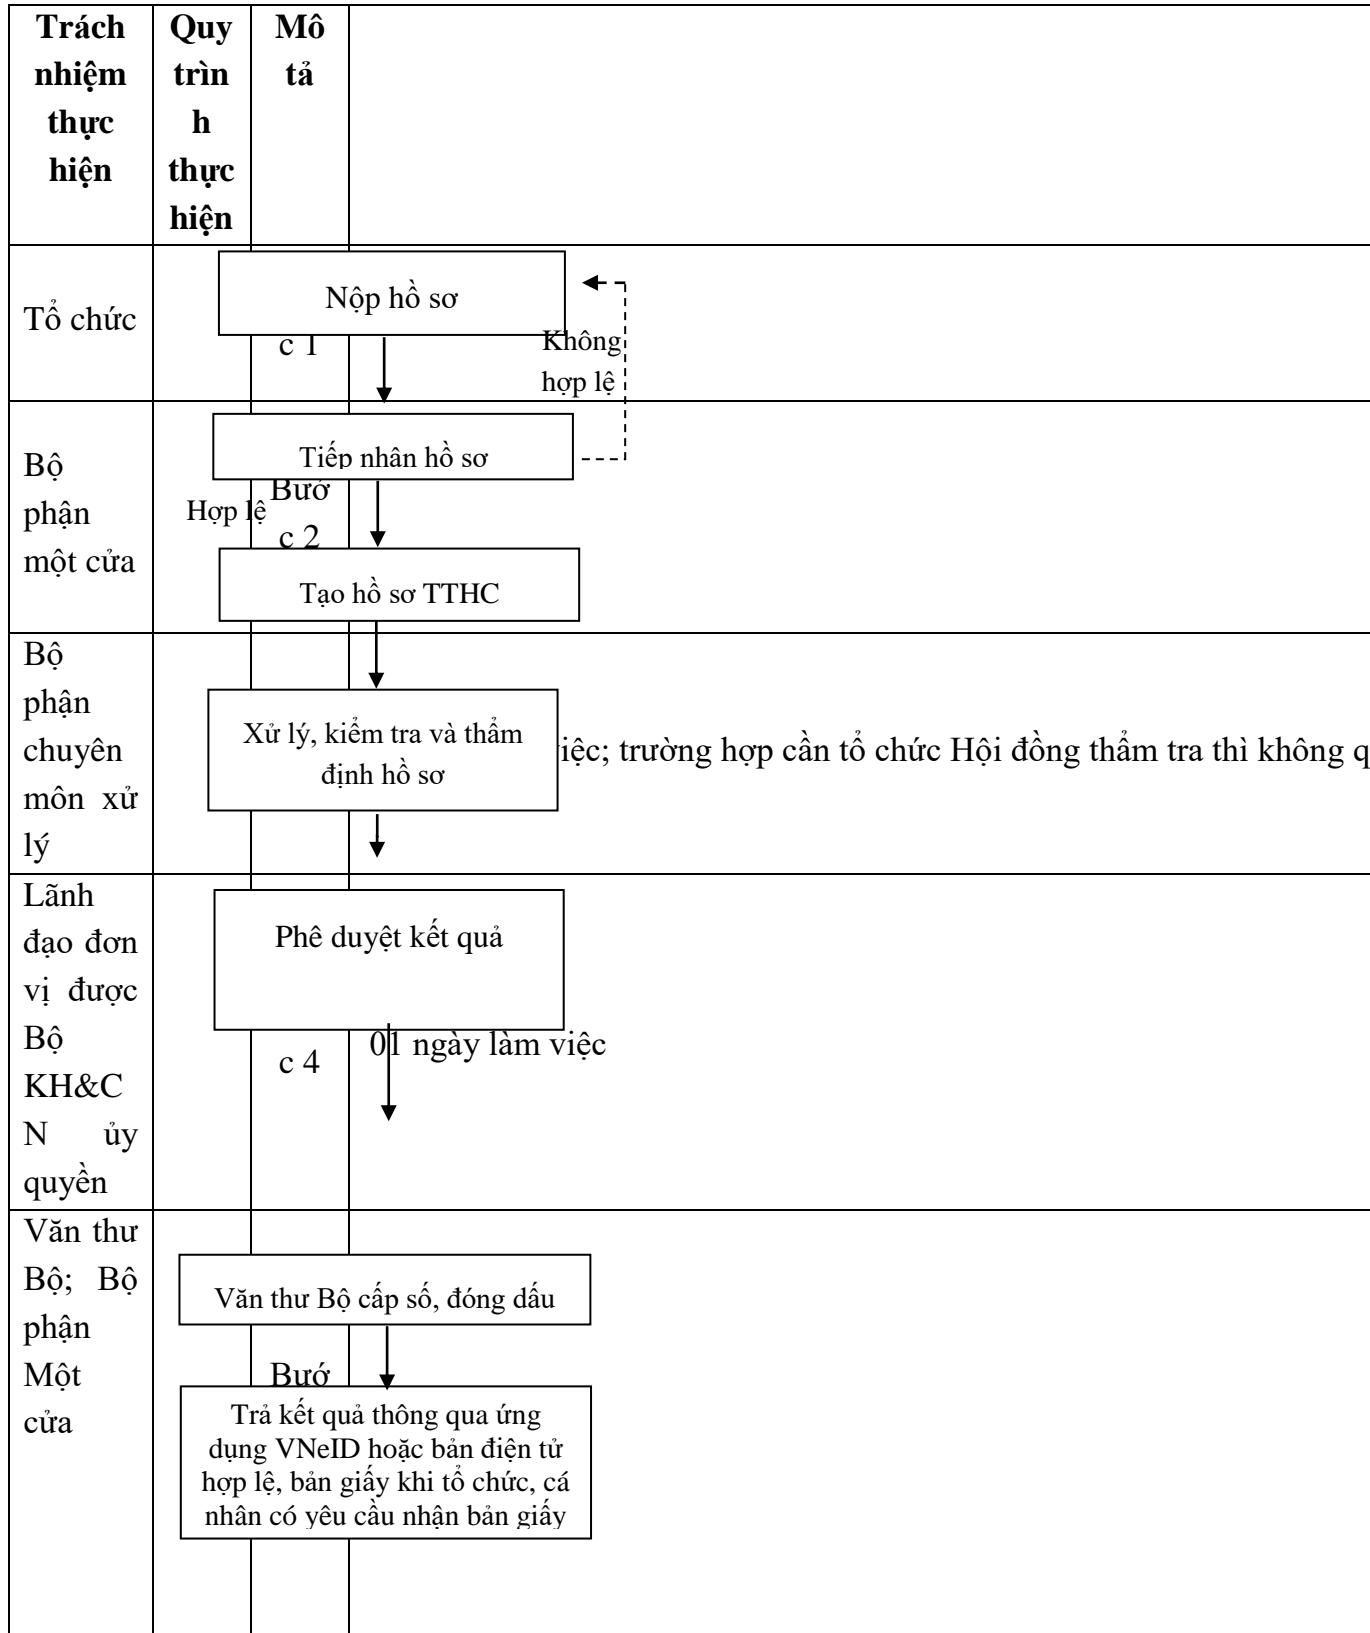 Trách
nhiệm
thực
hiện
Quy
trìn
h
thực
hiện
Mô
tả
Tổ chức
Nộp hồ sơ
c 1
Không
hợp lệ
Bộ
phận
một cửa
Tiếp nhận hồ sơ
Hợp lệ
Bướ
c 2
Tạo hồ sơ TTHC
Bộ
phận
chuyên
môn xử
lý
Xử lý, kiểm tra và thẩm
định hồ sơ
iệc; trường hợp cần tổ chức Hội đồng thẩm tra thì không q
Lãnh
đạo đơn
vị được
Bộ
KH&C
N ủy
quyền
Phê duyệt kết quả
c 4
01 ngày làm việc
Văn thư
Bộ; Bộ
phận
Một
cửa
Văn thư Bộ cấp số, đóng dấu
Bướ
Trả kết quả thông qua ứng
dụng VNeID hoặc bản điện tử
hợp lệ, bản giấy khi tổ chức, cá
nhân có yêu cầu nhận bản giấy